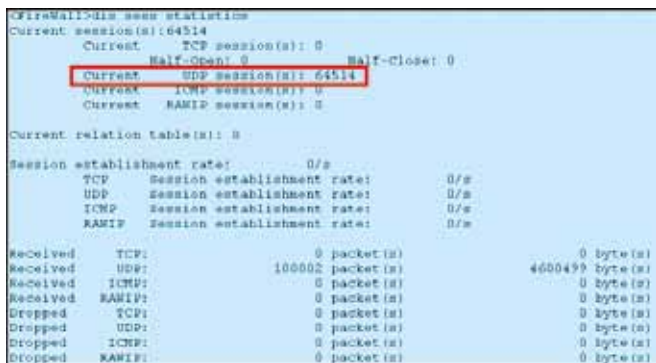 <FireWall>dis sess statistics
Current session(s):64514
Current TCP session(s): 0
Half-Open: 0 Half-Close: 0
Current UDP session(s): 64514
Current ICMP session(s): 0
Current RAWIP session(s): 0
Current relation table(s): 0
Session establishment rate: 0/s
TCP Session establishment rate: 0/s
UDP Session establishment rate: 0/s
ICMP Session establishment rate: 0/s
RAWIP Session establishment rate: 0/s
Received TCP: 0 packet(s) 0 byte(s)
Received UDP: 100002 packet(s) 4600499 byte(s)
Received ICMP: 0 packet(s) 0 byte(s)
Received RAWIP: 0 packet(s) 0 byte(s)
Dropped TCP: 0 packet(s) 0 byte(s)
Dropped UDP: 0 packet(s) 0 byte(s)
Dropped ICMP: 0 packet(s) 0 byte(s)
Dropped RAWIP: 0 packet(s) 0 byte(s)